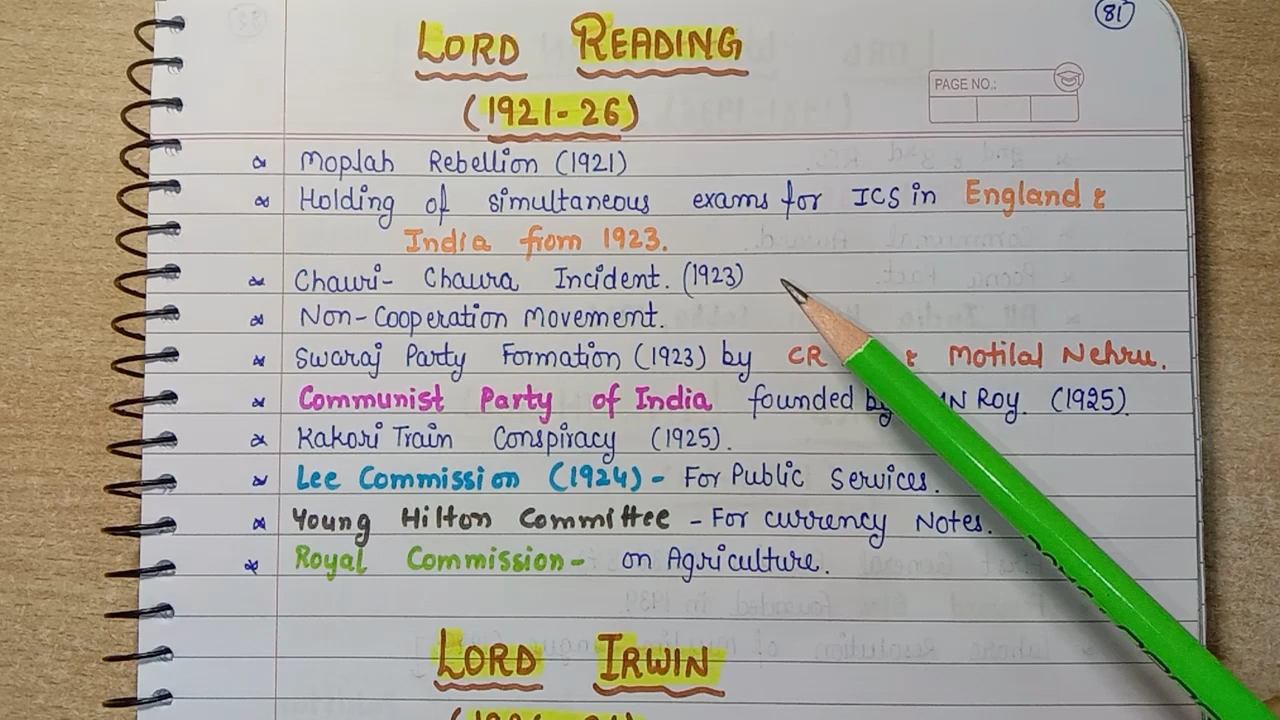 81
LORD READING
(1921-26)
PAGE NO.:
Moplah Rebellion (1921)
Holding of simultaneous exams for ICS in England &
India from 1923.
Chauri-Chaura Incident. (1923)
Non-Cooperation Movement.
Swaraj Party Formation (1923) by CR & Motilal Nehru.
Communist Party of India founded by N Roy. (1925).
Kakori Train Conspiracy (1925).
Lee Commission (1924) - For Public Services.
Young Hilton Committee - For currency Notes.
Royal Commission - on Agriculture.
LORD IRWIN